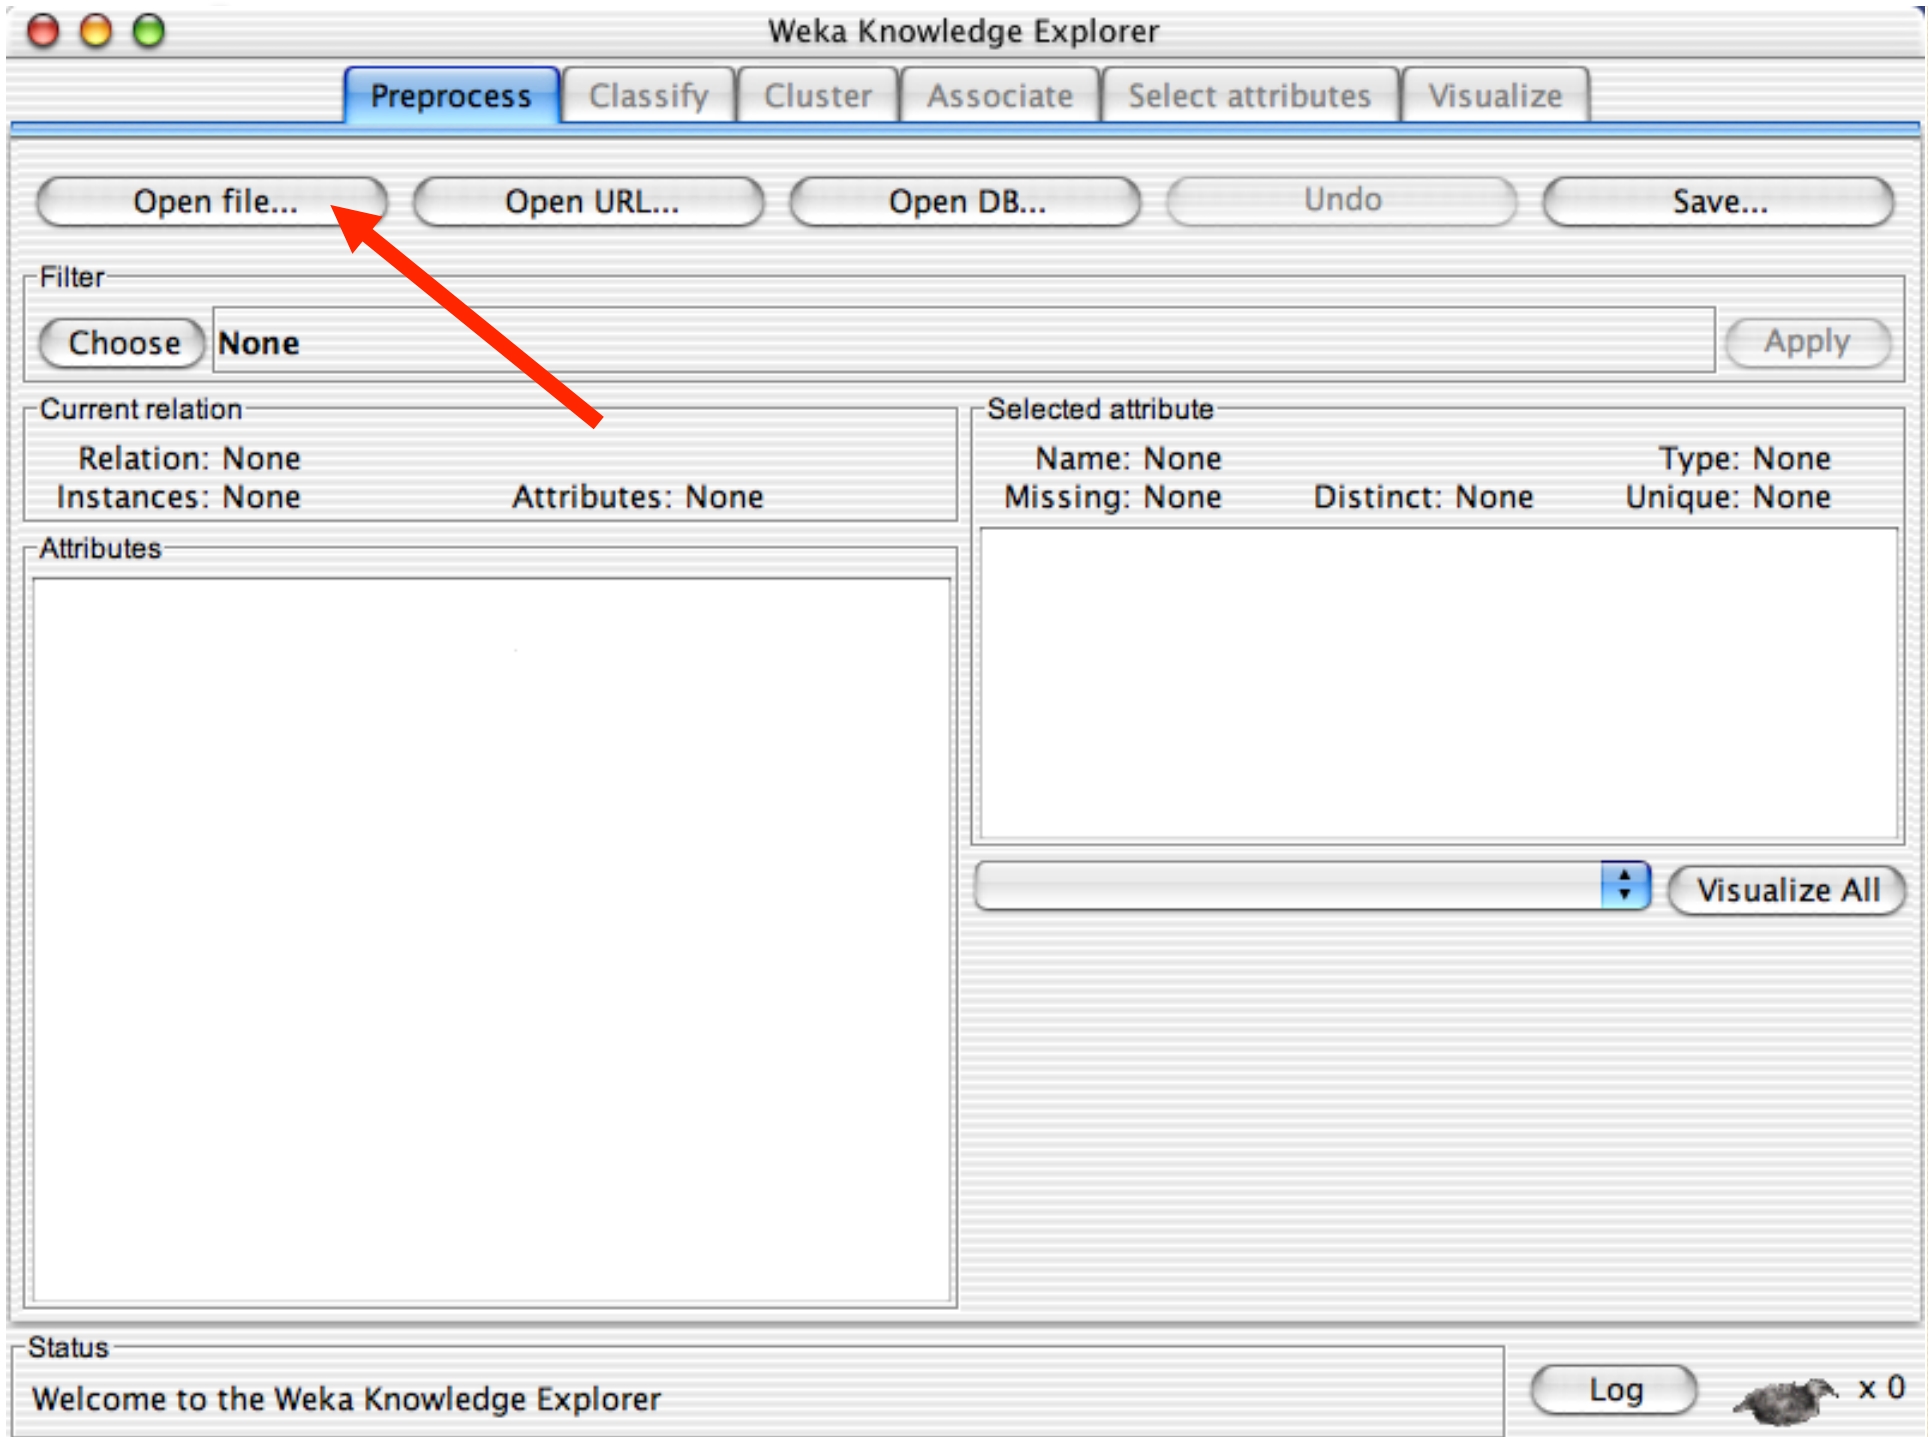 Weka Knowledge Explorer
Preprocess Classify Cluster Associate Select attributes Visualize
Open file... Open URL... Open DB... Undo Save...
Filter
Choose None Apply
Current relation
Relation: None
Instances: None Attributes: None
Selected attribute
Name: None Type: None
Missing: None Distinct: None Unique: None
Attributes
Visualize All
Status
Welcome to the Weka Knowledge Explorer
Log x 0